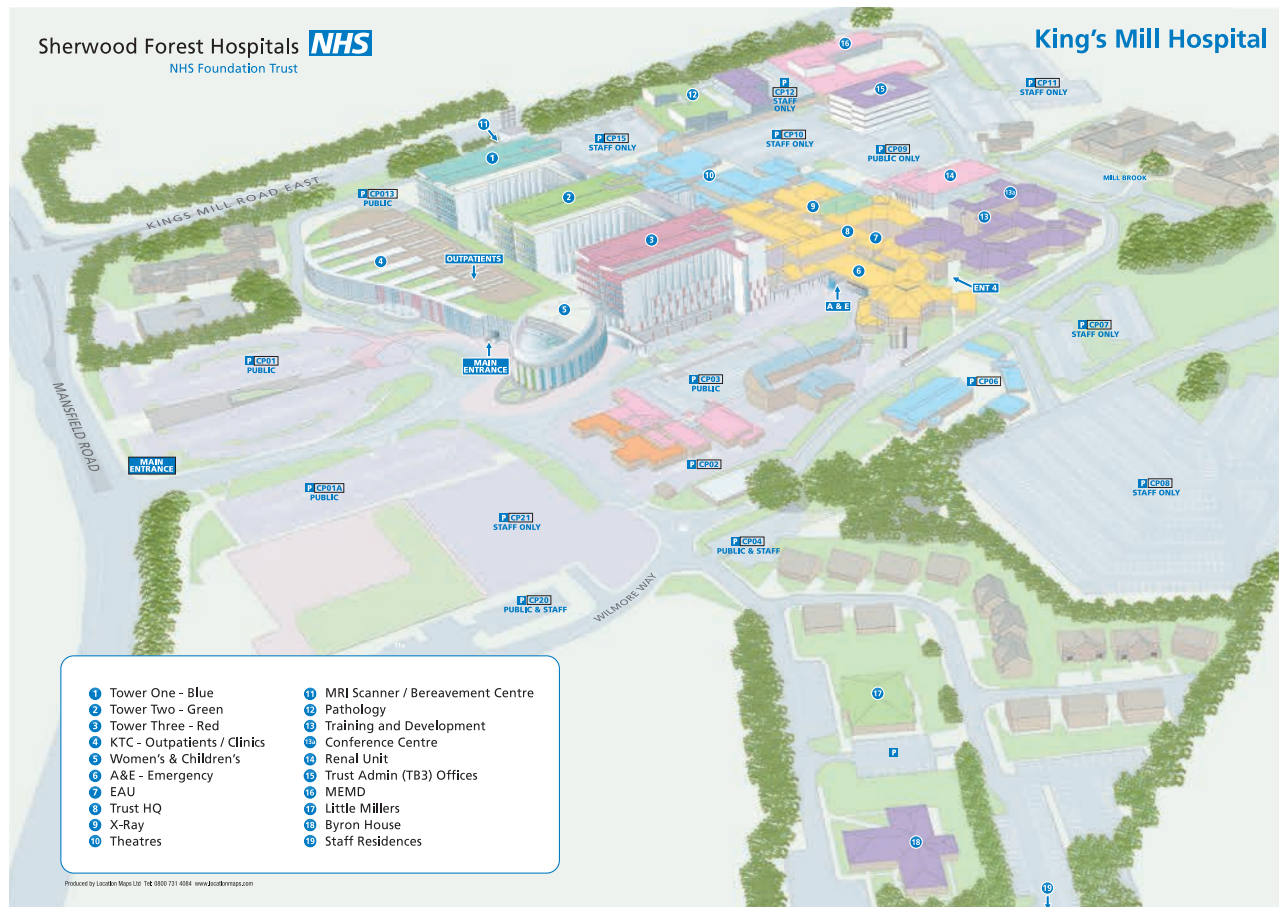 Sherwood Forest Hospitals NHS
NHS Foundation Trust
King's Mill Hospital
16
P CP11
STAFF ONLY
P
CP12
STAFF
ONLY
15
12
11
P CP15
STAFF ONLY
P CP10
STAFF ONLY
P CP09
PUBLIC ONLY
1
10
14
MILL BROOK
13a
P CP013
PUBLIC
2
KINGS MILL ROAD EAST
9
13
3
8
7
4
OUTPATIENTS
6
ENT 4
A & E
5
P CP07
STAFF ONLY
MAIN
ENTRANCE
P CP01
PUBLIC
P CP03
PUBLIC
P CP06
MANSFIELD ROAD
MAIN
ENTRANCE
P CP02
P CP01A
PUBLIC
P CP08
STAFF ONLY
P CP21
STAFF ONLY
P CP04
PUBLIC & STAFF
P CP20
PUBLIC & STAFF
WILMORE WAY
17
P
18
19
1 Tower One - Blue
2 Tower Two - Green
3 Tower Three - Red
4 KTC - Outpatients / Clinics
5 Women's & Children's
6 A&E - Emergency
7 EAU
8 Trust HQ
9 X-Ray
10 Theatres
11 MRI Scanner / Bereavement Centre
12 Pathology
13 Training and Development
13a Conference Centre
14 Renal Unit
15 Trust Admin (TB3) Offices
16 MEMD
17 Little Millers
18 Byron House
19 Staff Residences
Produced by Location Maps Ltd Tel: 0800 731 4084 www.locationmaps.com